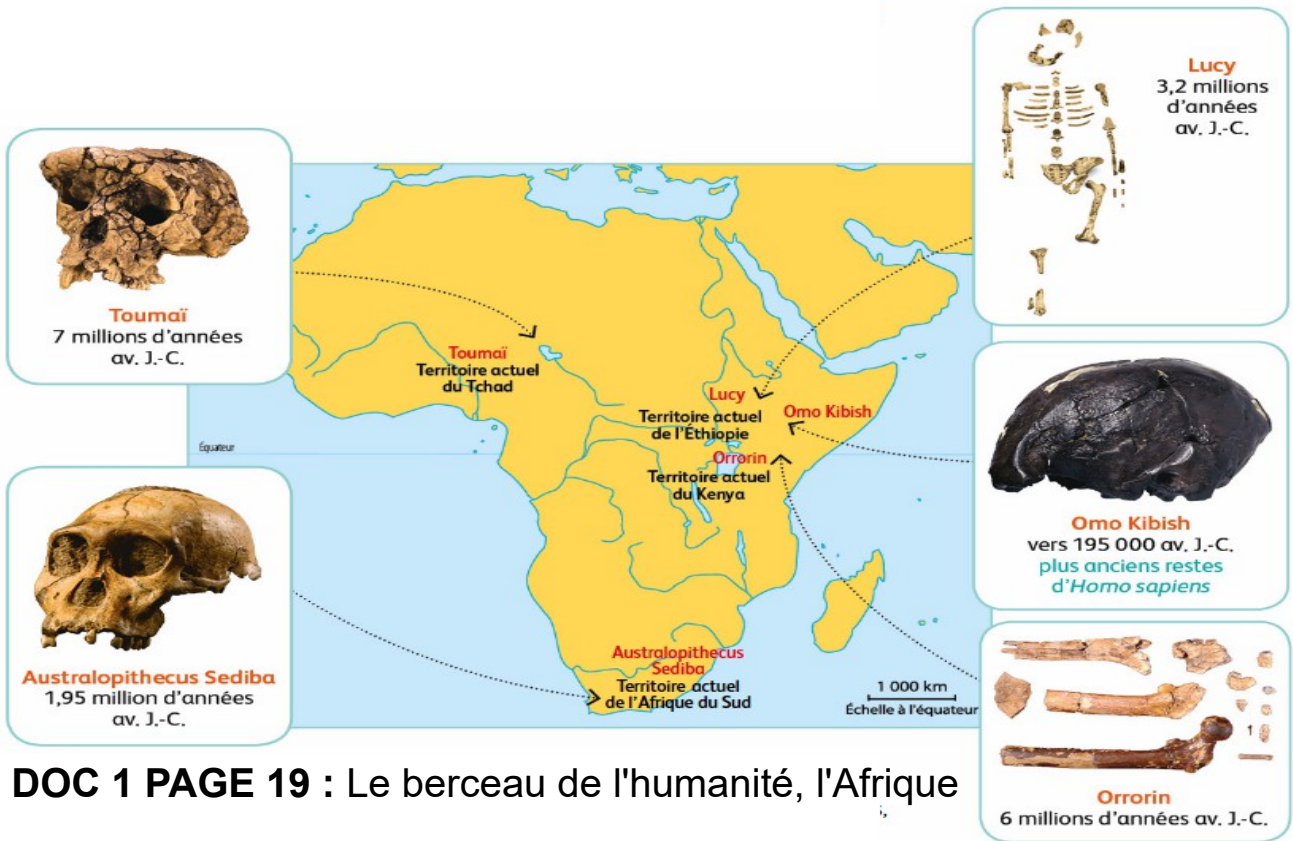 Toumaï
7 millions d'années
av. J.-C.
Australopithecus Sediba
1,95 million d'années
av. J.-C.
Équateur
Toumaï
Territoire actuel
du Tchad
Lucy
Territoire actuel
de l'Éthiopie
Omo Kibish
Orrorin
Territoire actuel
du Kenya
Australopithecus
Sediba
Territoire actuel
de l'Afrique du Sud
1 000 km
Échelle à l'équateur
Lucy
3,2 millions
d'années
av. J.-C.
Omo Kibish
vers 195 000 av. J.-C.
plus anciens restes
d'Homo sapiens
1
Orrorin
6 millions d'années av. J.-C.
DOC 1 PAGE 19 : Le berceau de l'humanité, l'Afrique